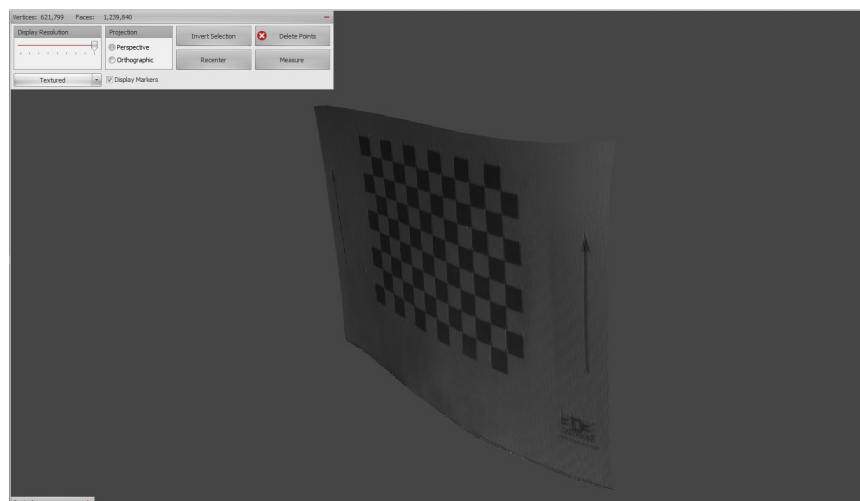 Vertices: 621,799 Faces: 1,239,840
Display Resolution
Projection
Perspective
Orthographic
Invert Selection
Delete Points
Recenter
Measure
Textured
Display Markers